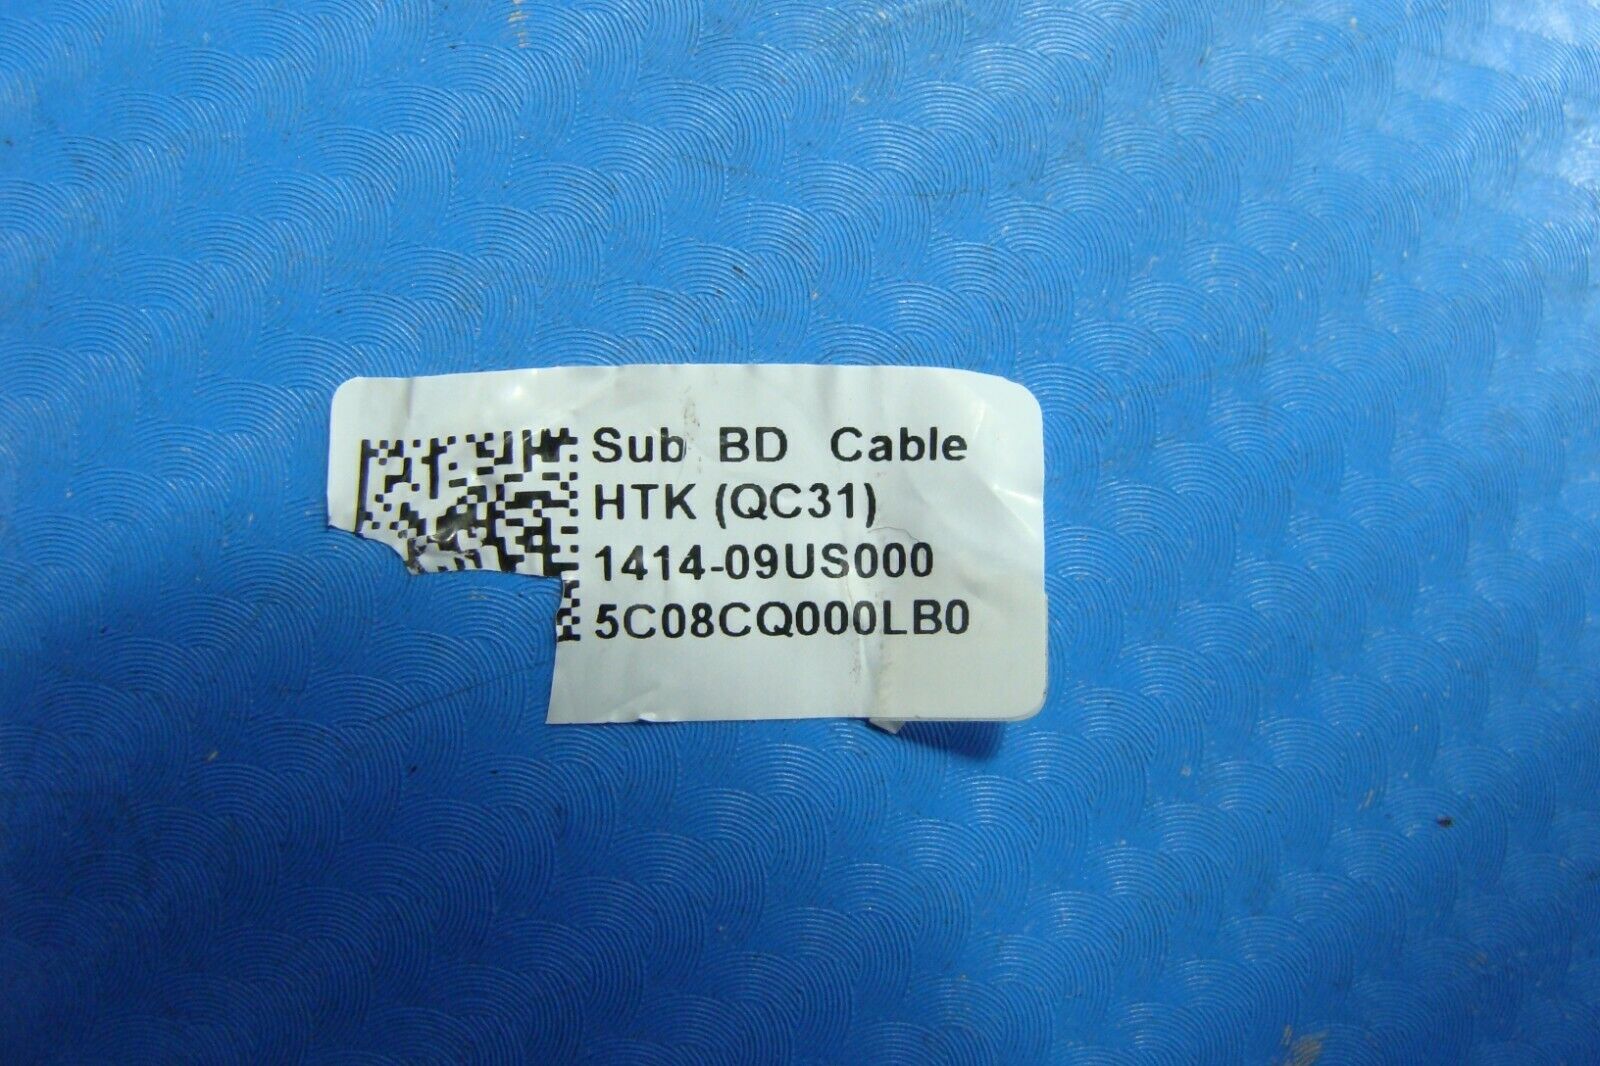 Sub BD Cable
HTK (QC31)
1414-09US000
5C08CQ000LB0